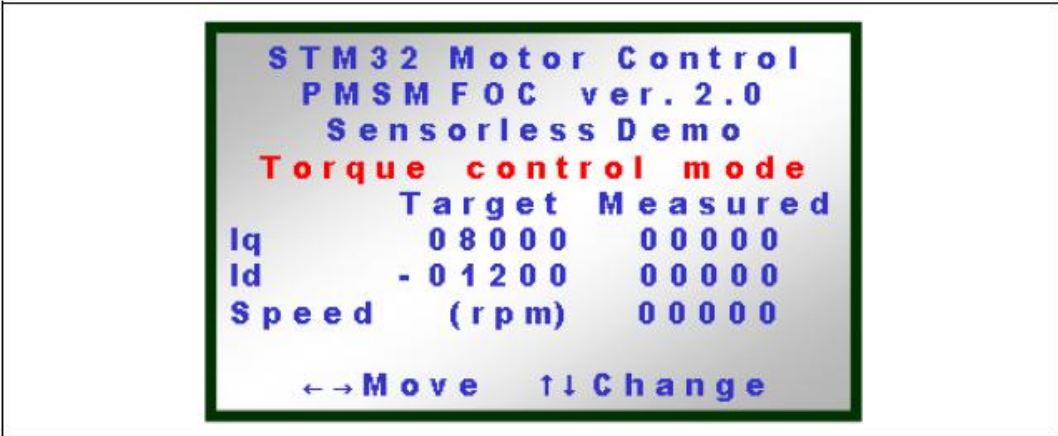 STM32 Motor Control
PMSM FOC ver. 2.0
Sensorless Demo
Torque control mode
Target Measured
Iq 08000 00000
Id -01200 00000
Speed (rpm) 00000
←→Move ↑↓Change